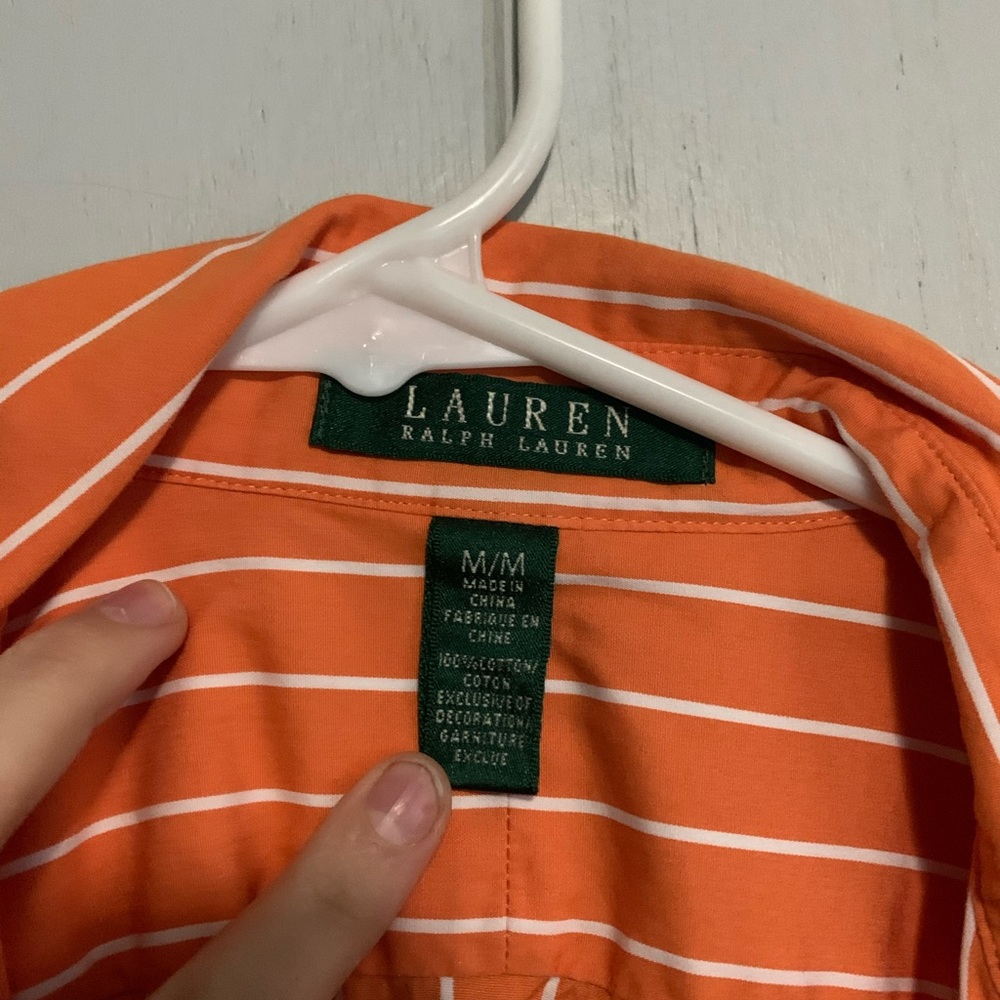 LAUREN
RALPH LAUREN
M/M
MADE IN
CHINA
FABRIQUE EN
CHINE
100%COTTON/
COTON
EXCLUSIVE OF
DECORATION/
GARNITURE
EXCLUE